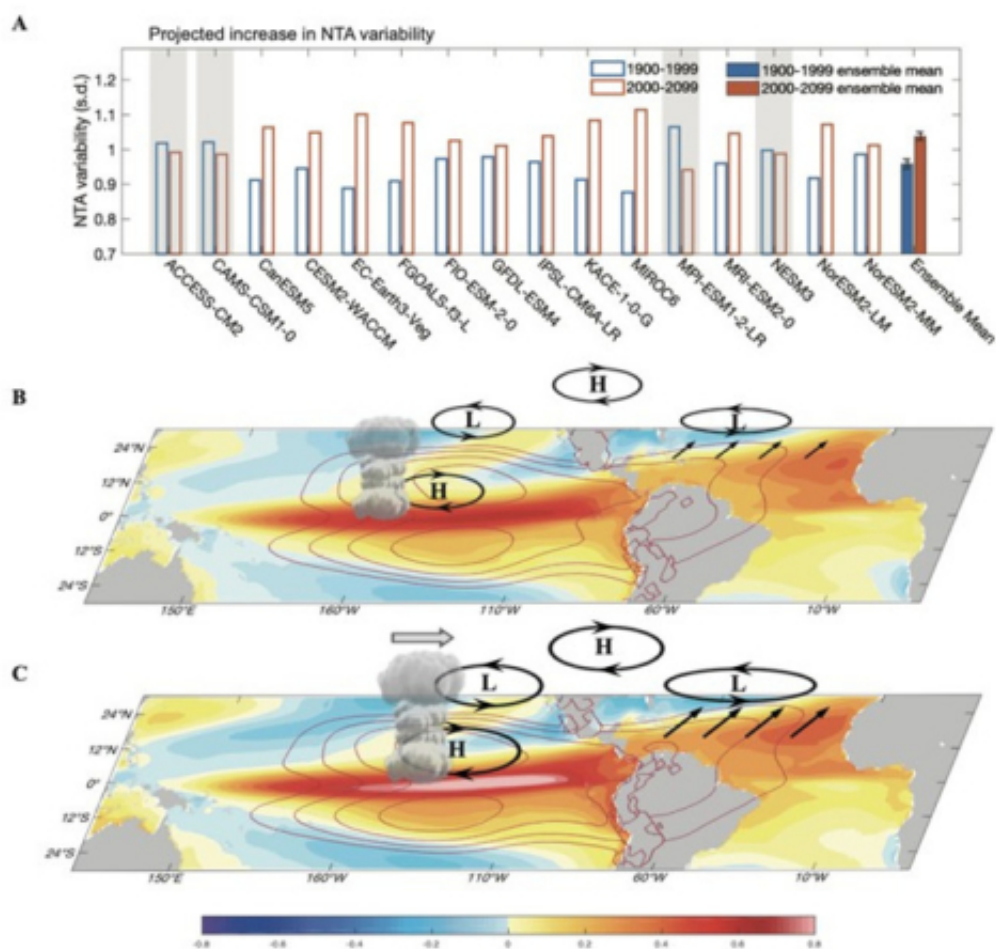 A
Projected increase in NTA variability
NTA variability (s.d.)
1.2
1.1
1
0.9
0.8
0.7
1900-1999
2000-2099
1900-1999 ensemble mean
2000-2099 ensemble mean
ACCESS-CM2
CAMS-CSM1-0
CanESM5
CESM2-WACCM
EC-Earth3-Veg
FGOALS-f3-L
FIO-ESM-2-0
GFDL-ESM4
IPSL-CM6A-LR
KACE-1-0-G
MIROC6
MPI-ESM1-2-LR
MRI-ESM2-0
NESM3
NorESM2-LM
NorESM2-MM
Ensemble Mean
B
H
L
L
H
24°N
12°N
0°
12°S
24°S
150°E
160°W
110°W
60°W
10°W
C
H
L
L
H
24°N
12°N
0°
12°S
24°S
150°E
160°W
110°W
60°W
10°W
-0.8
-0.6
-0.4
-0.2
0
0.2
0.4
0.6
0.8